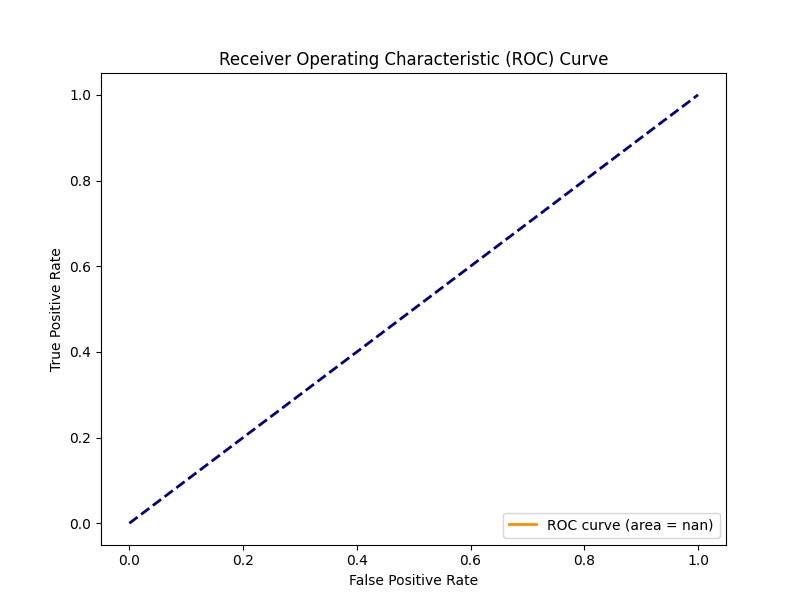 Receiver Operating Characteristic (ROC) Curve
1.0
0.8
0.6
0.4
0.2
0.0
True Positive Rate
ROC curve (area = nan)
0.0 0.2 0.4 0.6 0.8 1.0
False Positive Rate